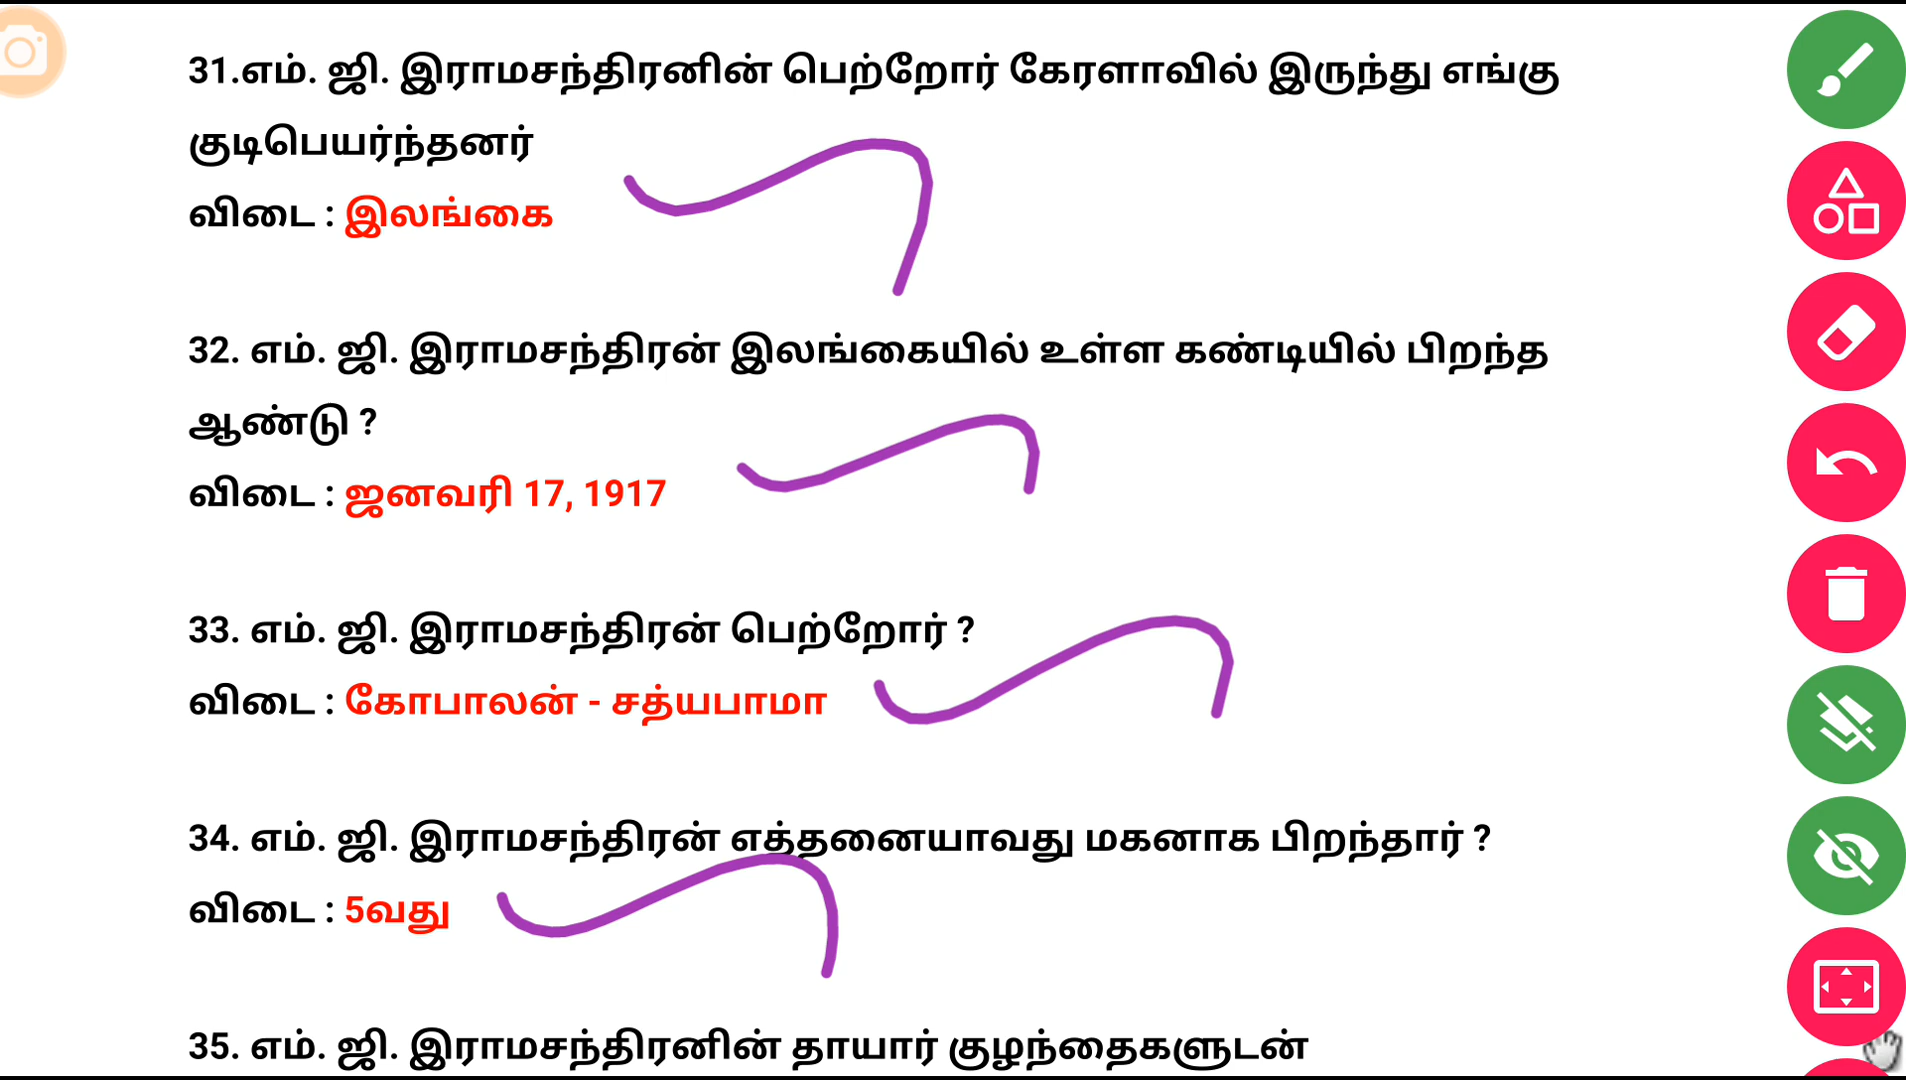 31.எம். ஜி. இராமசந்திரனின் பெற்றோர் கேரளாவில் இருந்து எங்கு
குடிபெயர்ந்தனர்
விடை : இலங்கை
32. எம். ஜி. இராமசந்திரன் இலங்கையில் உள்ள கண்டியில் பிறந்த
ஆண்டு ?
விடை : ஜனவரி 17, 1917
33. எம். ஜி. இராமசந்திரன் பெற்றோர் ?
விடை : கோபாலன் - சத்யபாமா
34. எம். ஜி. இராமசந்திரன் எத்தனையாவது மகனாக பிறந்தார் ?
விடை : 5வது
35. எம். ஜி. இராமசந்திரனின் தாயார் குழந்தைகளுடன்